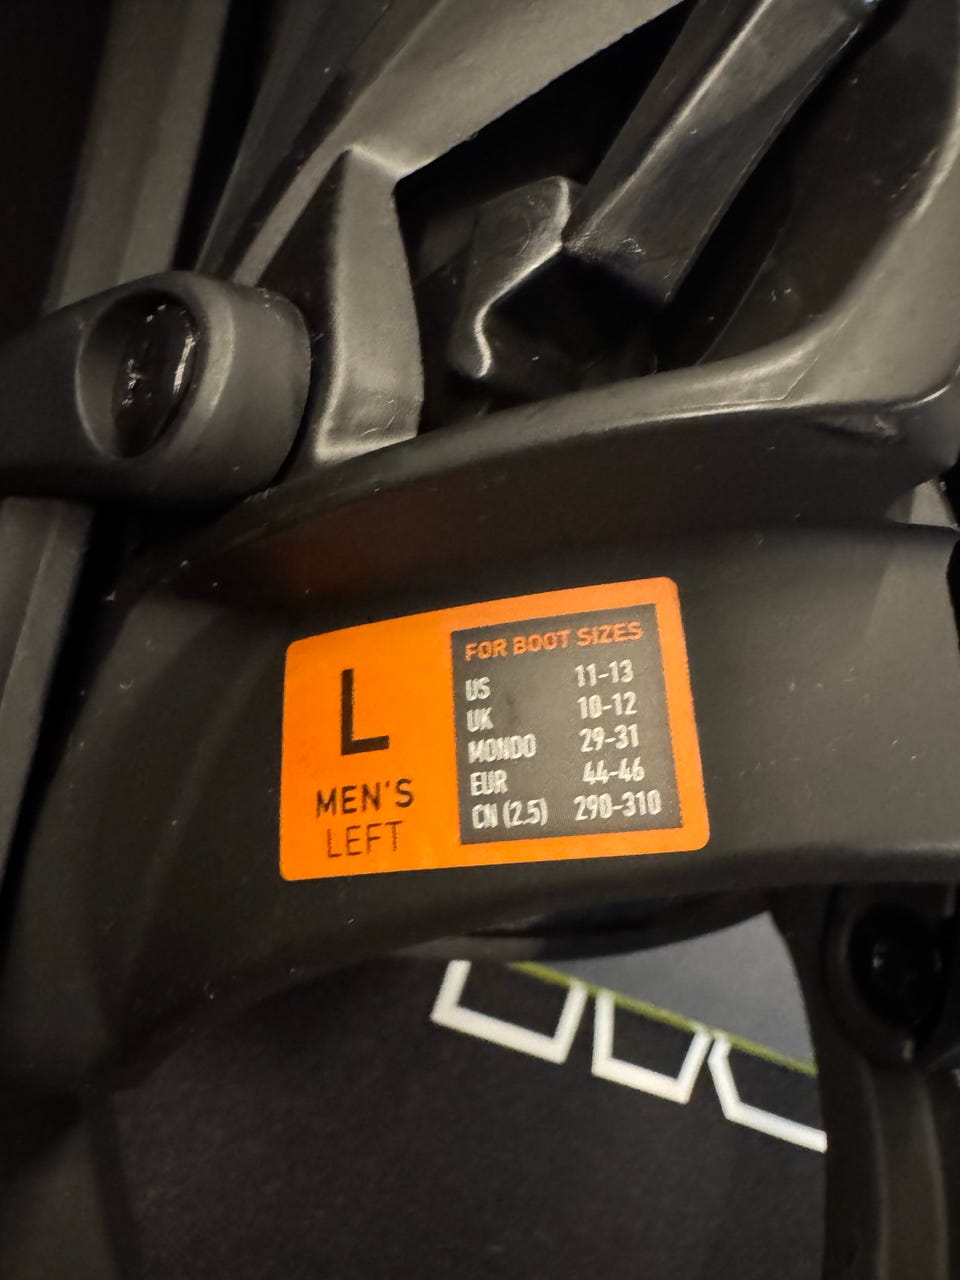 L
MEN'S
LEFT
FOR BOOT SIZES
US 11-13
UK 10-12
MONDO 29-31
EUR 44-46
CN (2.5) 290-310